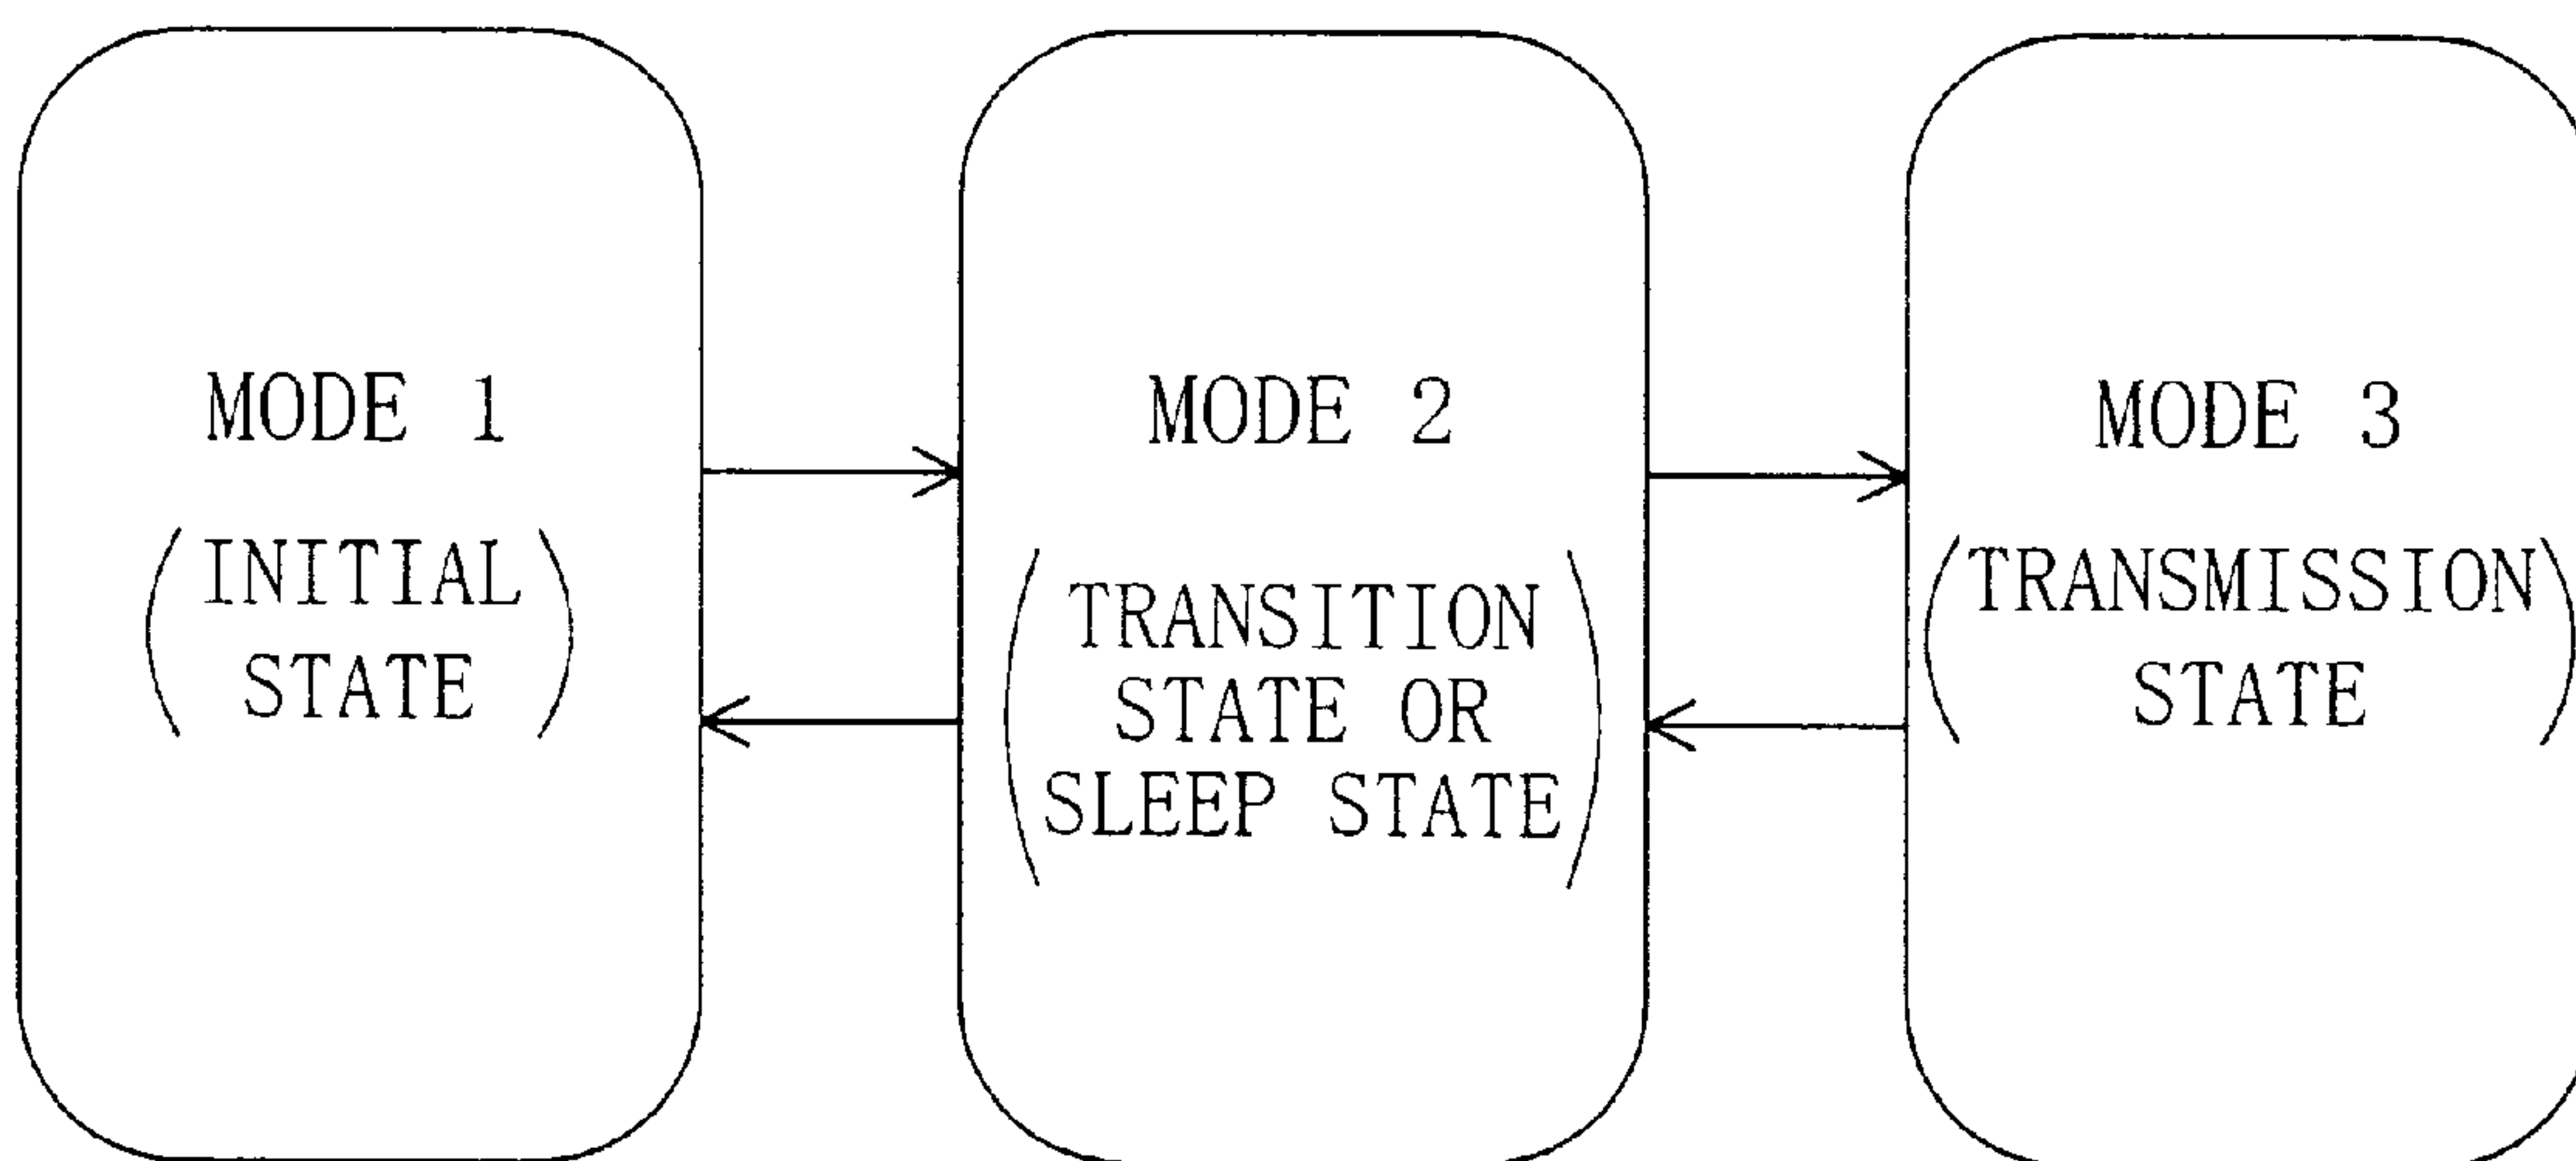 MODE 1
(INITIAL
STATE)
MODE 2
(TRANSITION
STATE OR
SLEEP STATE)
MODE 3
(TRANSMISSION
STATE)